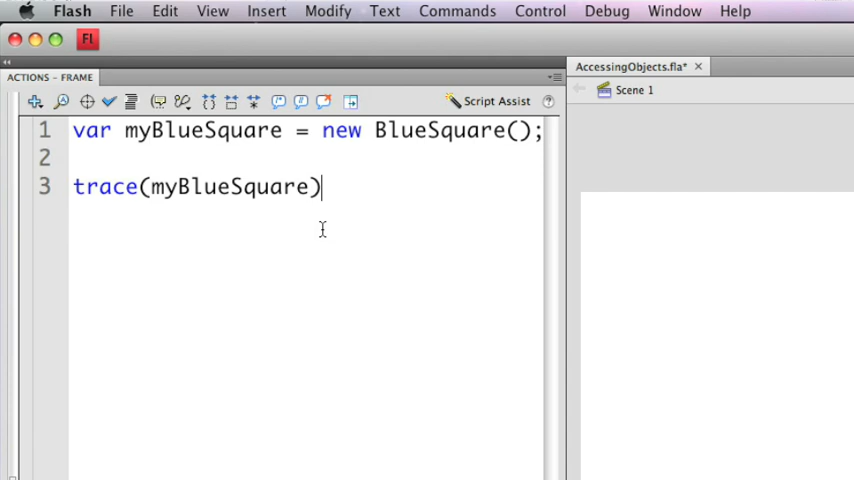 Flash File Edit View Insert Modify Text Commands Control Debug Window Help
Fl
ACTIONS - FRAME
AccessingObjects.fla*
Script Assist
Scene 1
1 var myBlueSquare = new BlueSquare();
2
3 trace(myBlueSquare)